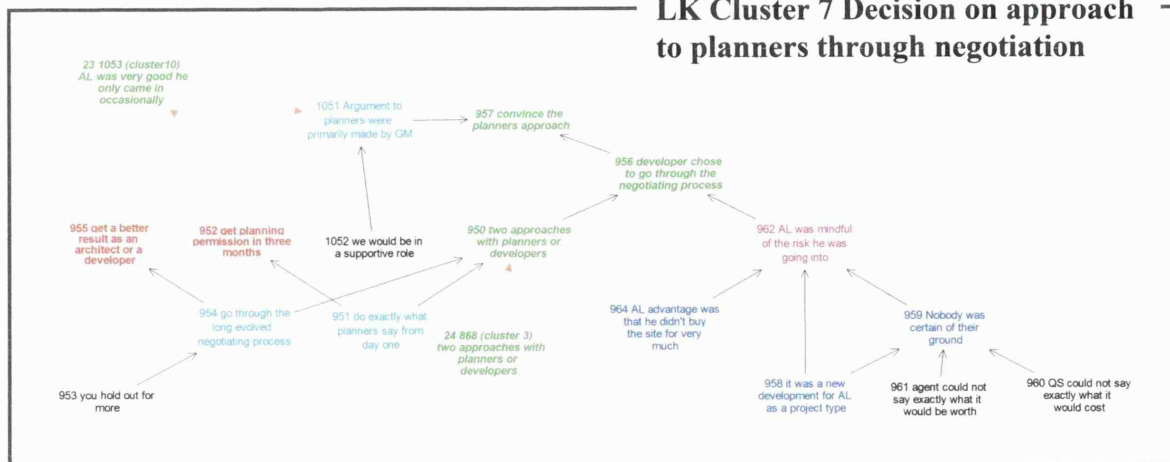 LK Cluster 7 Decision on approach
to planners through negotiation
23 1053 (cluster10)
AL was very good he
only came in
occasionally
1051 Argument to
planners were
primarily made by GM
957 convince the
planners approach
956 developer chose
to go through the
negotiating process
955 get a better
result as an
architect or a
developer
952 get planning
permission in three
months
1052 we would be in
a supportive role
950 two approaches
with planners or
developers
962 AL was mindful
of the risk he was
going into
954 go through the
long evolved
negotiating process
951 do exactly what
planners say from
day one
24 868 (cluster 3)
two approaches with
planners or
developers
964 AL advantage was
that he didn't buy
the site for very
much
959 Nobody was
certain of their
ground
953 you hold out for
more
958 it was a new
development for AL
as a project type
961 agent could not
say exactly what it
would be worth
960 QS could not say
exactly what it
would cost